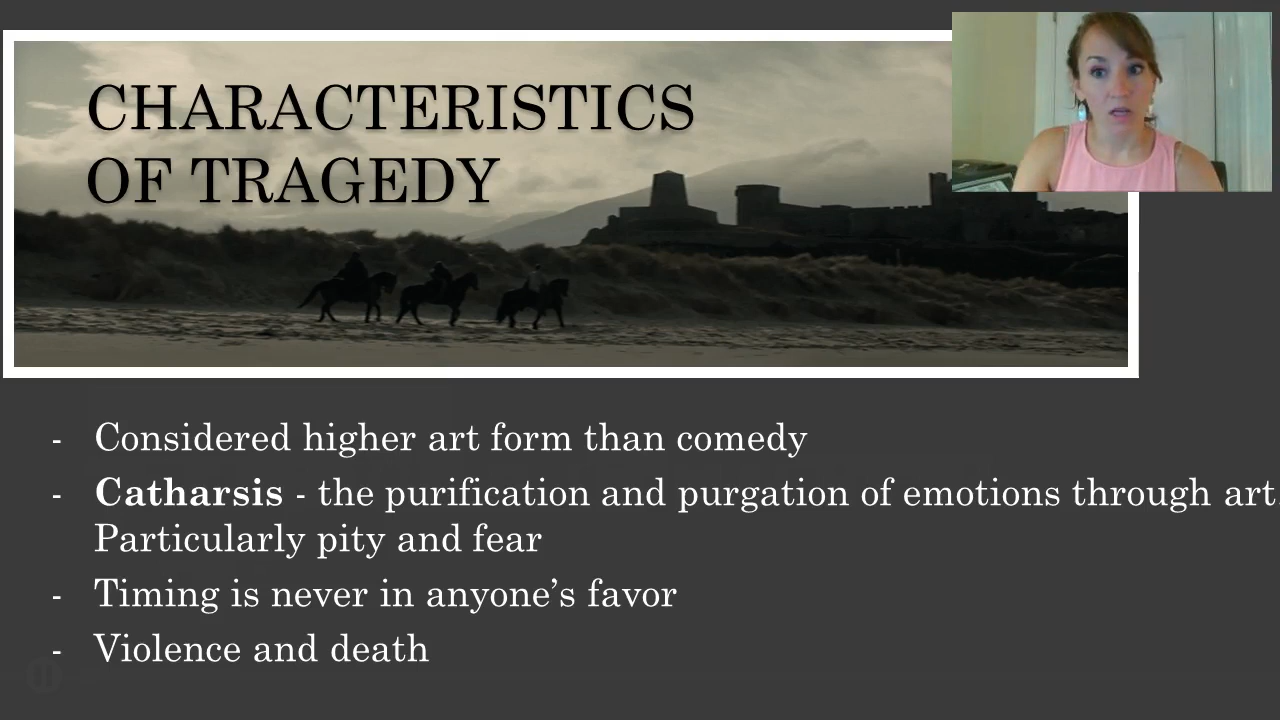 CHARACTERISTICS
OF TRAGEDY
- Considered higher art form than comedy
- Catharsis - the purification and purgation of emotions through art.
Particularly pity and fear
- Timing is never in anyone’s favor
- Violence and death